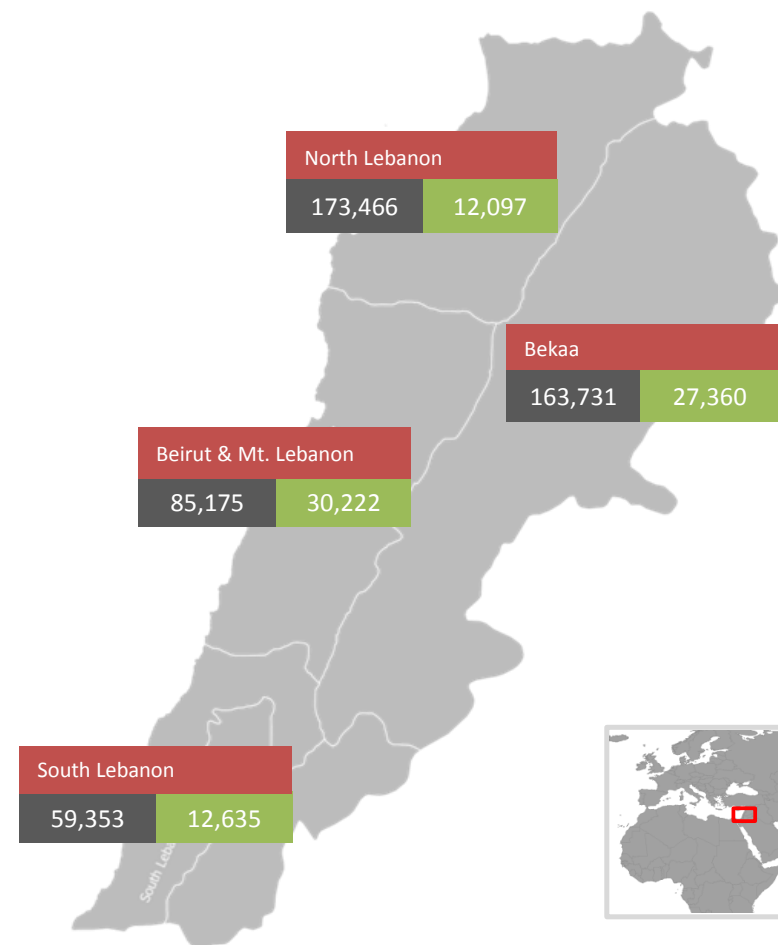 North Lebanon
173,466 12,097
Bekaa
163,731 27,360
Beirut & Mt. Lebanon
85,175 30,222
South Lebanon
59,353 12,635
South